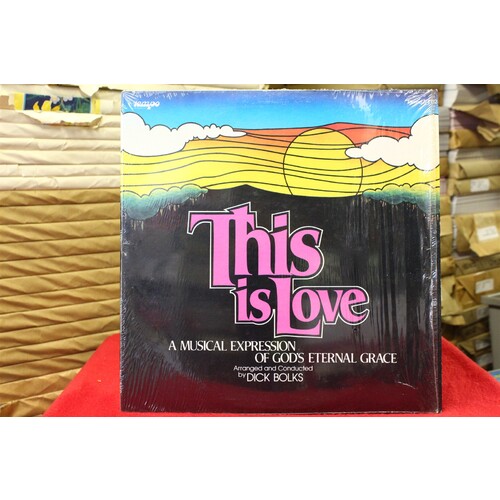 This
is Love
A MUSICAL EXPRESSION
OF GOD'S ETERNAL GRACE
Arranged and Conducted
by DICK BOLKS